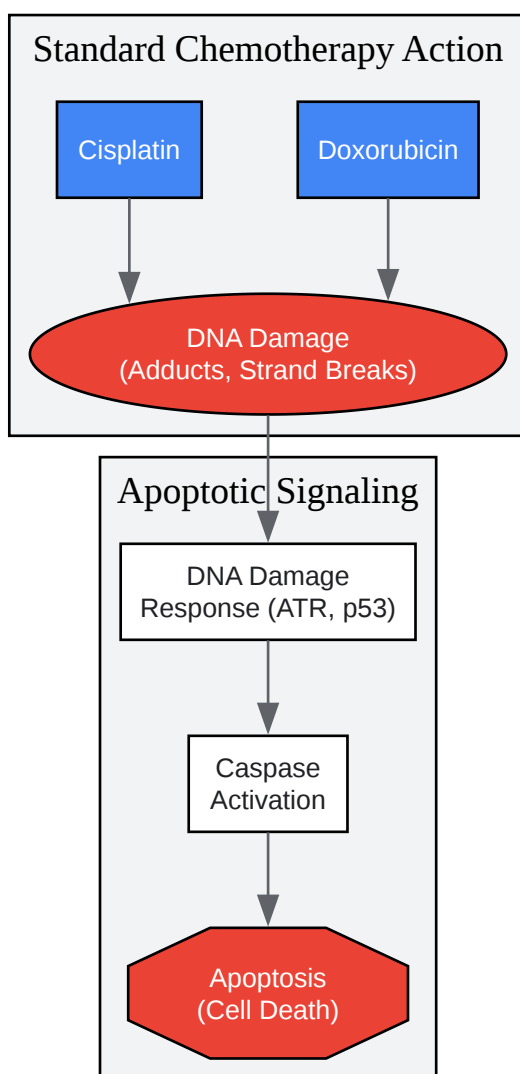 Standard Chemotherapy Action
Cisplatin
Doxorubicin
DNA Damage
(Adducts, Strand Breaks)
Apoptotic Signaling
DNA Damage
Response (ATR, p53)
Caspase
Activation
Apoptosis
(Cell Death)